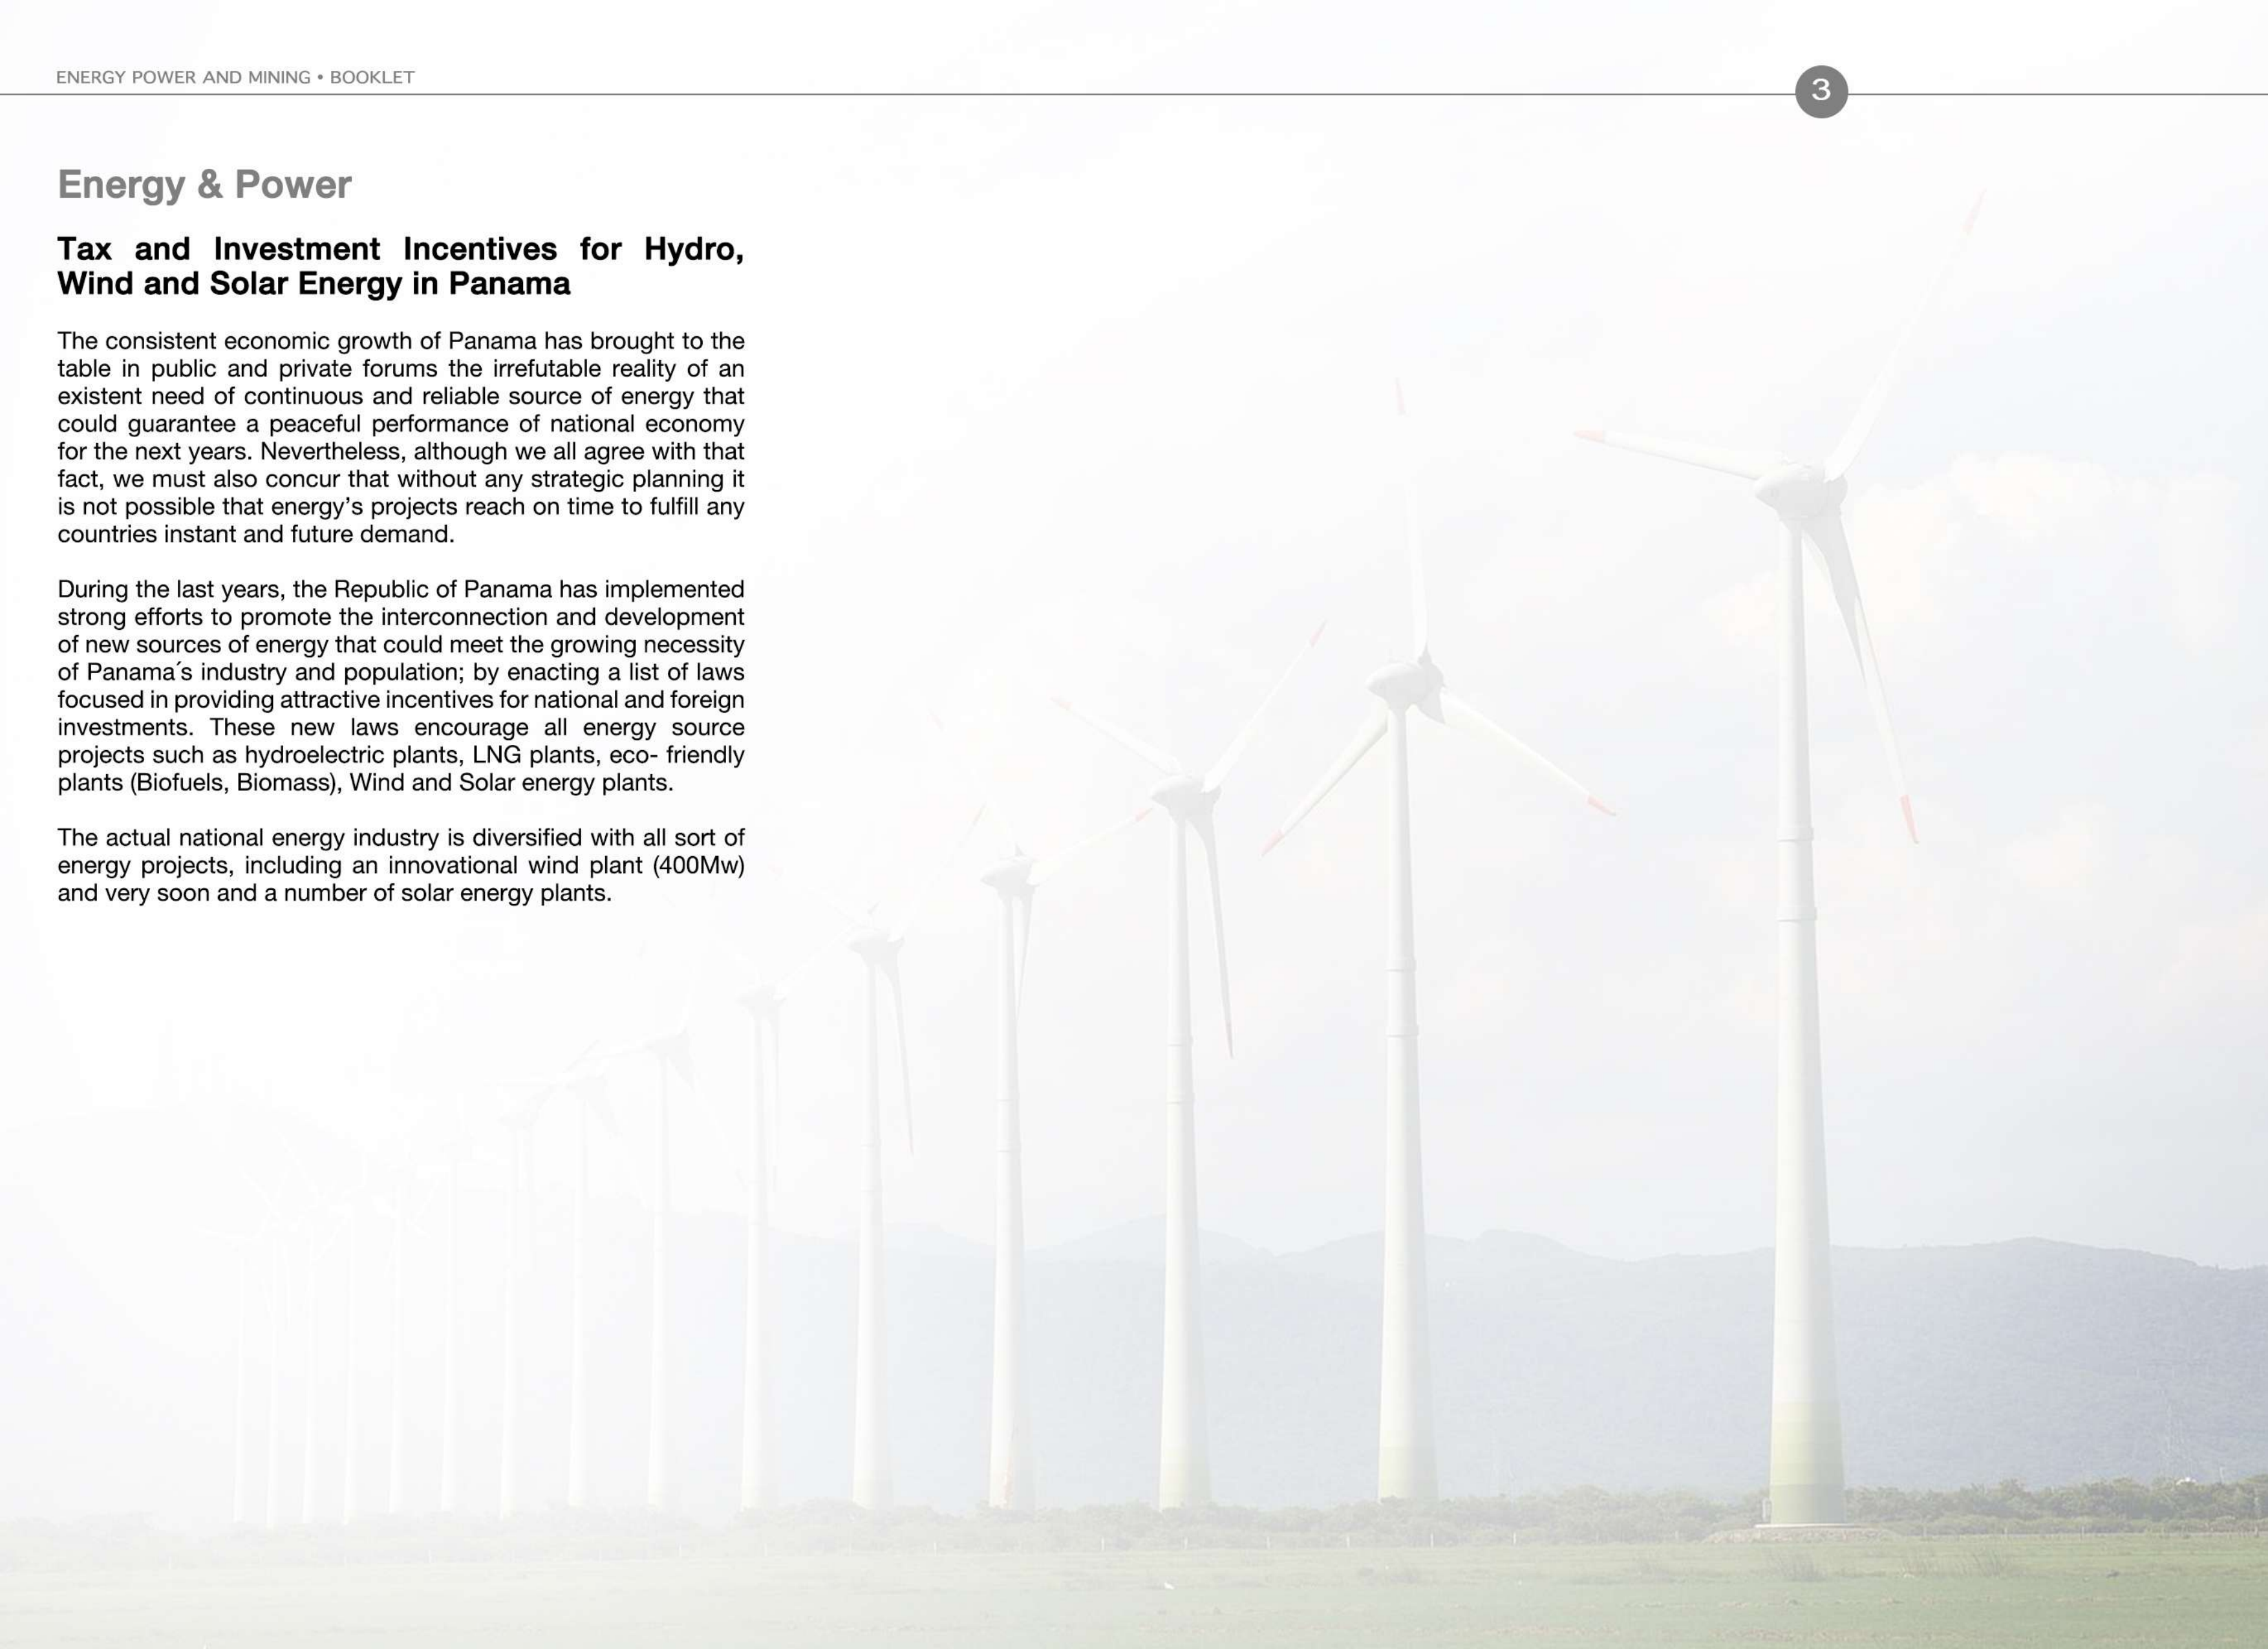 ENERGY POWER AND MINING • BOOKLET
3
Energy & Power
Tax and Investment Incentives for Hydro,
Wind and Solar Energy in Panama
The consistent economic growth of Panama has brought to the
table in public and private forums the irrefutable reality of an
existent need of continuous and reliable source of energy that
could guarantee a peaceful performance of national economy
for the next years. Nevertheless, although we all agree with that
fact, we must also concur that without any strategic planning it
is not possible that energy’s projects reach on time to fulfill any
countries instant and future demand.
During the last years, the Republic of Panama has implemented
strong efforts to promote the interconnection and development
of new sources of energy that could meet the growing necessity
of Panama´s industry and population; by enacting a list of laws
focused in providing attractive incentives for national and foreign
investments. These new laws encourage all energy source
projects such as hydroelectric plants, LNG plants, eco- friendly
plants (Biofuels, Biomass), Wind and Solar energy plants.
The actual national energy industry is diversified with all sort of
energy projects, including an innovational wind plant (400Mw)
and very soon and a number of solar energy plants.